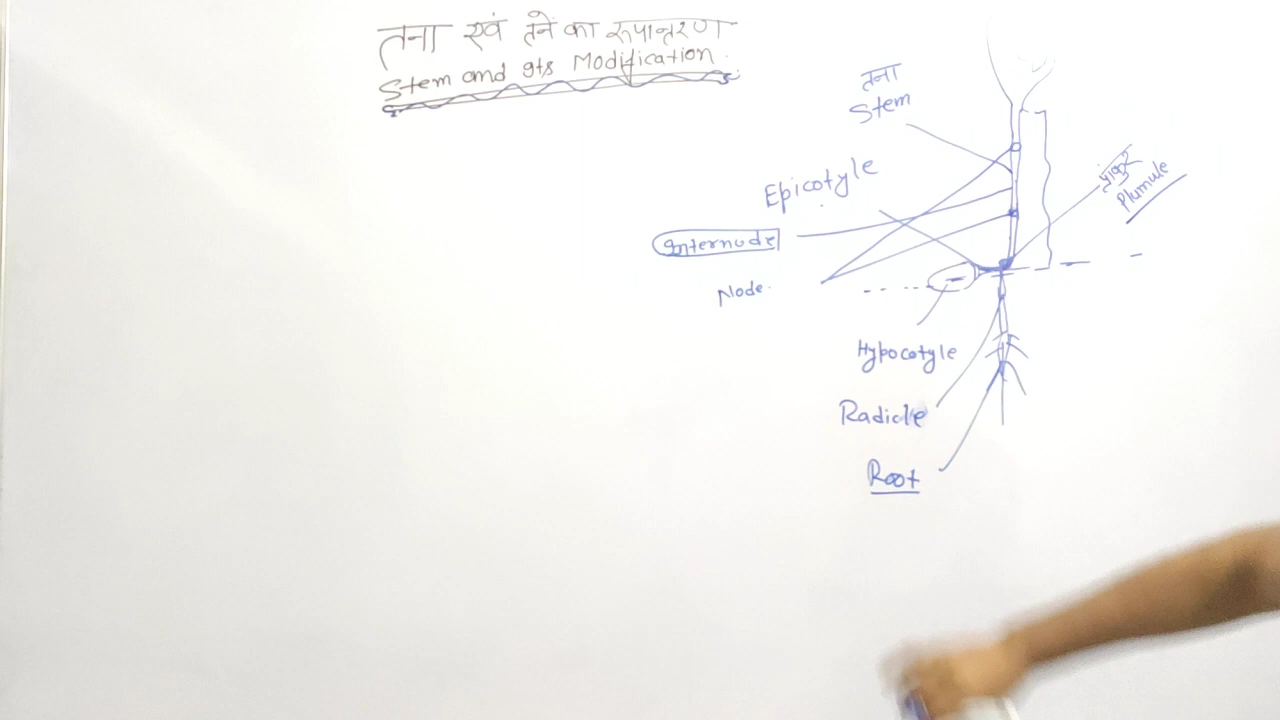 तना एवं तने का रूपान्तरण
Stem and Its Modification
तना
Stem
Epicotyle
Internode
Node
प्रांकुर
Plumule
Hypocotyle
Radicle
Root